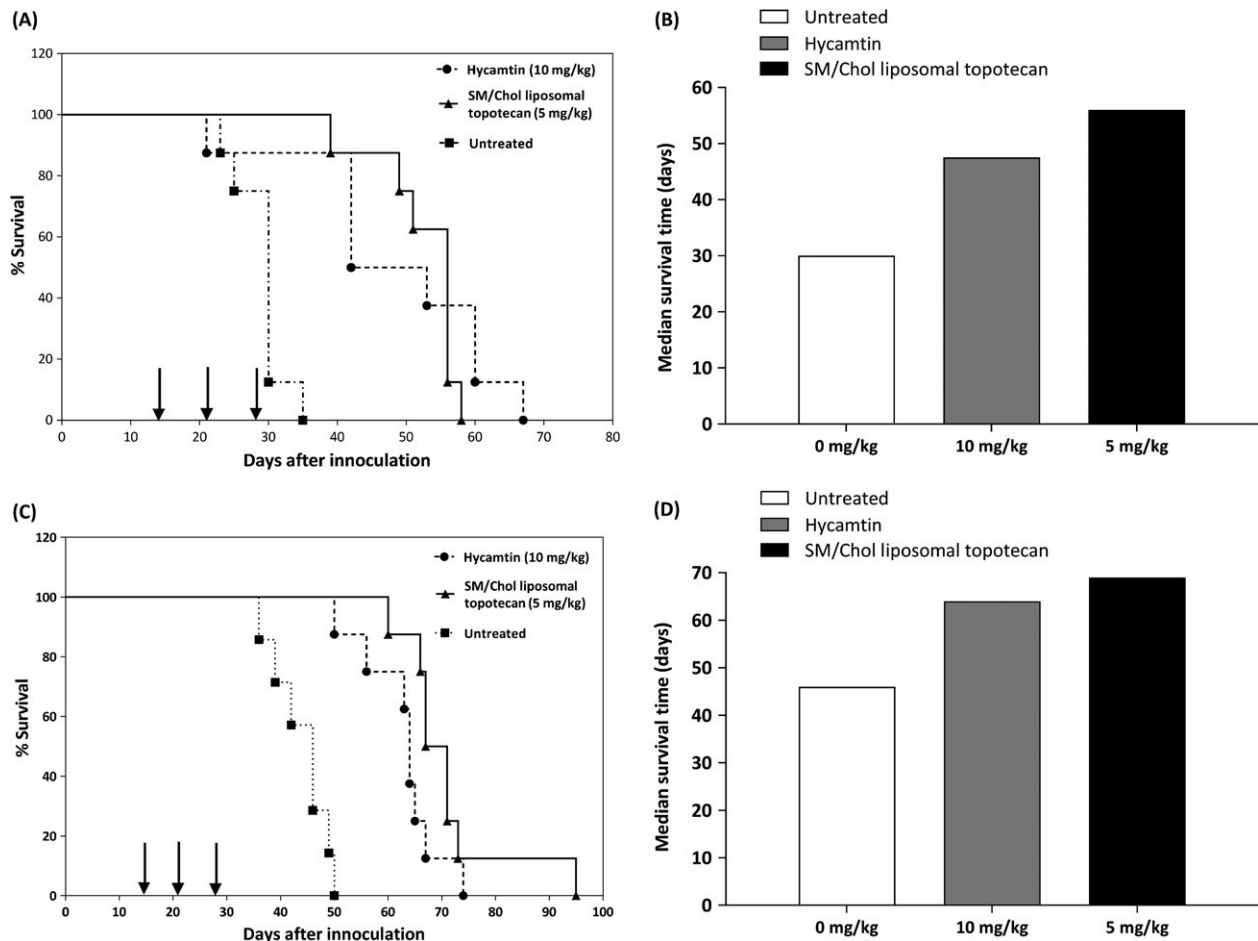 (A)
120
100
80
60
40
20
0
% Survival
Hycamtin (10 mg/kg)
SM/Chol liposomal
topotecan (5 mg/kg)
Untreated
0 10 20 30 40 50 60 70 80
Days after innoculation
(B)
Untreated
Hycamtin
SM/Chol liposomal topotecan
60
50
40
30
20
10
0
Median survival time (days)
0 mg/kg 10 mg/kg 5 mg/kg
(C)
120
100
80
60
40
20
0
% Survival
Hycamtin (10 mg/kg)
SM/Chol liposomal
topotecan (5 mg/kg)
Untreated
0 10 20 30 40 50 60 70 80 90 100
Days after innoculation
(D)
Untreated
Hycamtin
SM/Chol liposomal topotecan
70
60
50
40
30
20
10
0
Median survival time (days)
0 mg/kg 10 mg/kg 5 mg/kg